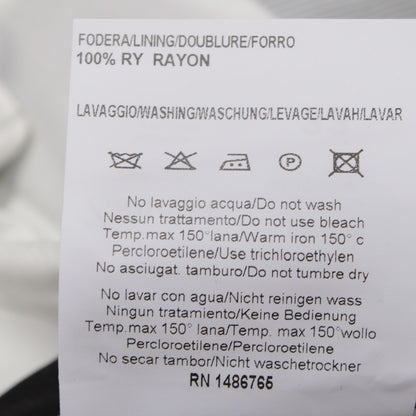 FODERA/LINING/DOUBLURE/FORRO
100% RY RAYON
LAVAGGIO/WASHING/WASCHUNG/LEVAGE/LAVAH/LAVAR
P
No lavaggio acqua/Do not wash
Nessun trattamento/Do not use bleach
Temp.max 150°lana/Warm iron 150° c
Percloroetilene/Use trichloroethylen
No asciugat. tamburo/Do not tumbre dry
No lavar con agua/Nicht reinigen wass
Ningun tratamiento/Keine Bedienung
Temp.max 150° lana/Temp. max 150°wollo
Percloroetileno/Percloroetilene
No secar tambor/Nicht waschetrockner
RN 1486765